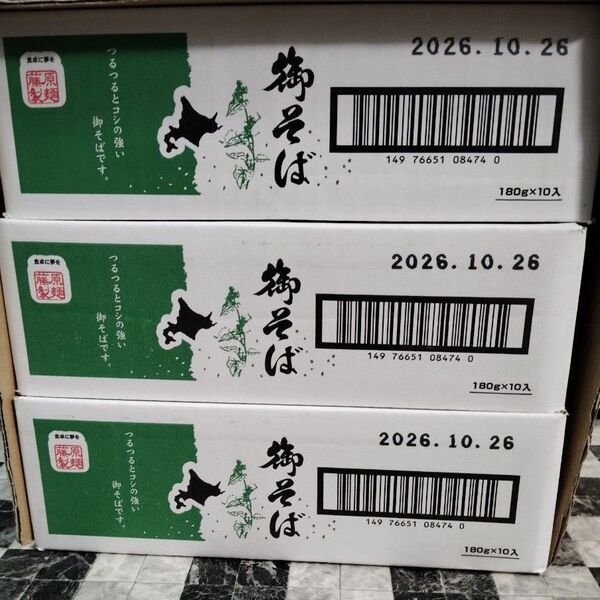 食卓に夢を
藤原製麺
つるつるとコシの強い
御そばです。
御そば
2026.10.26
149 76651 08474 0
180g×10入
食卓に夢を
藤原製麺
つるつるとコシの強い
御そばです。
御そば
2026.10.26
149 76651 08474 0
180g×10入
食卓に夢を
藤原製麺
つるつるとコシの強い
御そばです。
御そば
2026.10.26
149 76651 08474 0
180g×10入